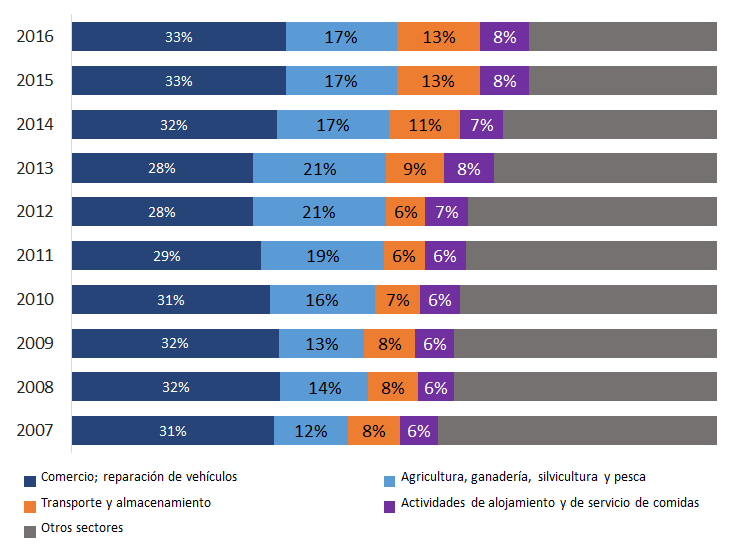 2016 33% 17% 13% 8%
2015 33% 17% 13% 8%
2014 32% 17% 11% 7%
2013 28% 21% 9% 8%
2012 28% 21% 6% 7%
2011 29% 19% 6% 6%
2010 31% 16% 7% 6%
2009 32% 13% 8% 6%
2008 32% 14% 8% 6%
2007 31% 12% 8% 6%
Comercio; reparación de vehículos
Agricultura, ganadería, silvicultura y pesca
Transporte y almacenamiento
Actividades de alojamiento y de servicio de comidas
Otros sectores